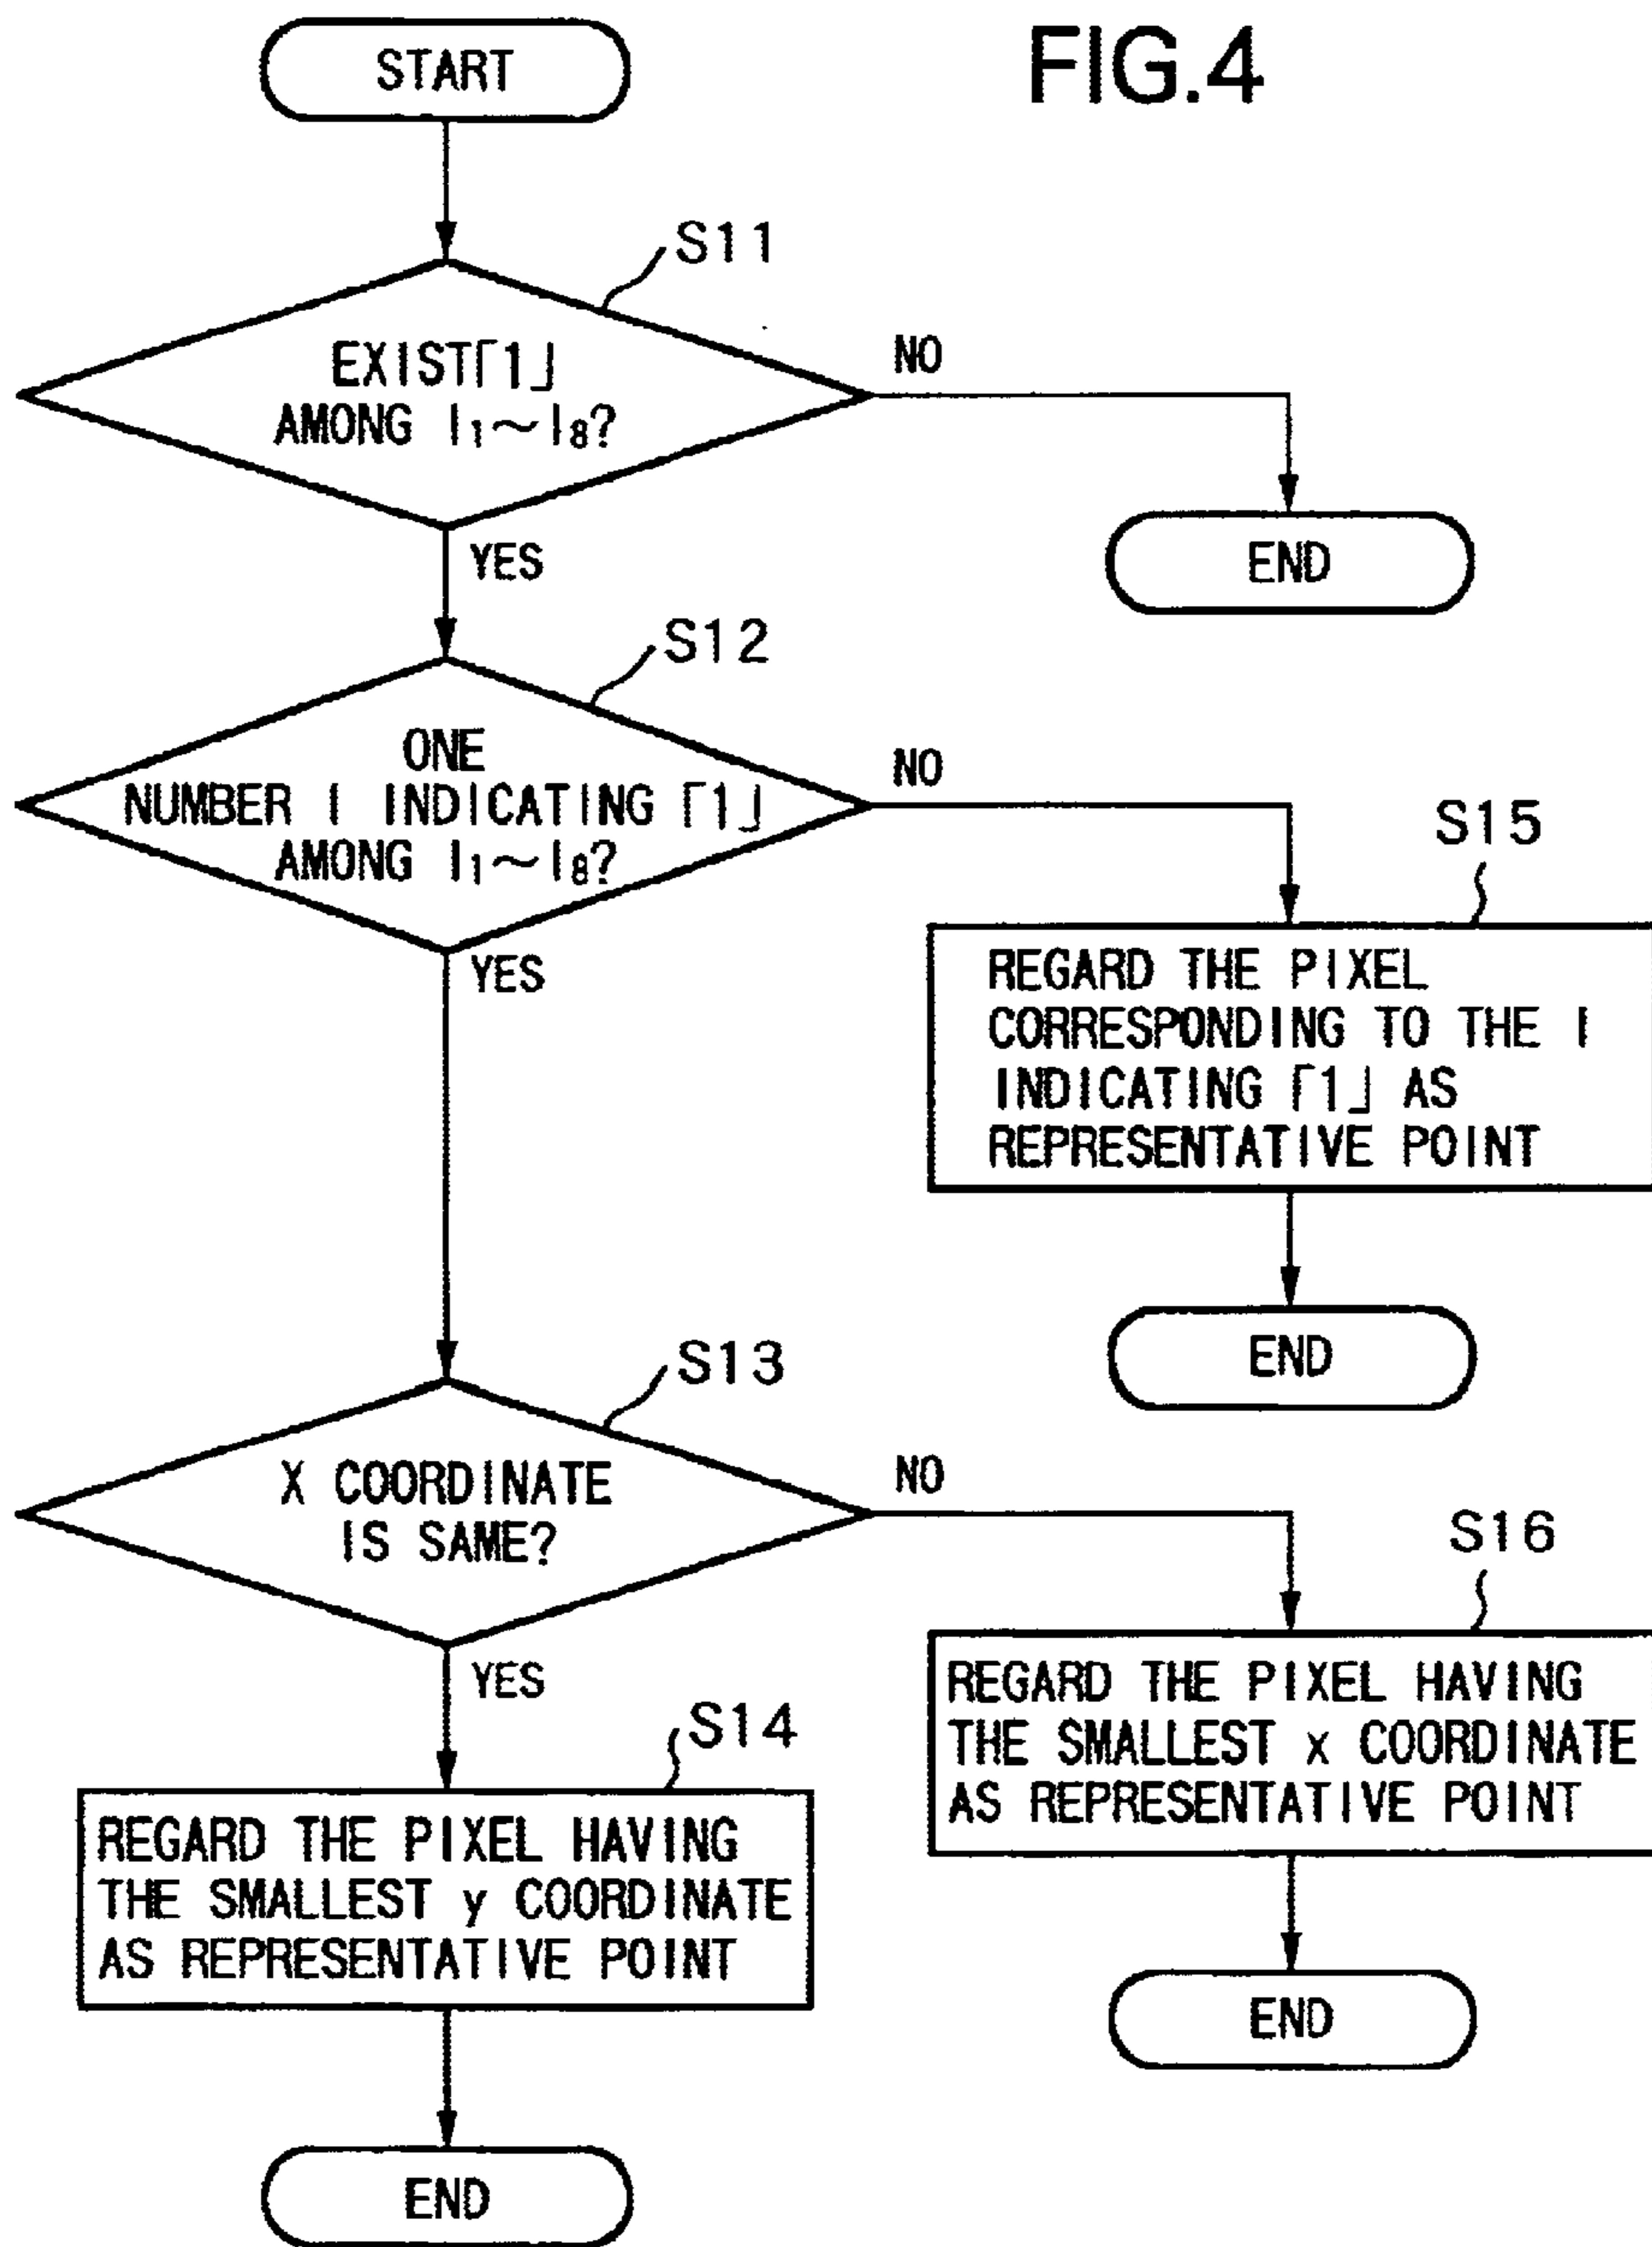 FIG.4
START
S11
EXIST「1」
AMONG I₁~I₈?
NO
END
YES
S12
ONE
NUMBER I INDICATING「1」
AMONG I₁~I₈?
NO
S15
REGARD THE PIXEL
CORRESPONDING TO THE I
INDICATING「1」AS
REPRESENTATIVE POINT
END
YES
S13
X COORDINATE
IS SAME?
NO
S16
REGARD THE PIXEL HAVING
THE SMALLEST x COORDINATE
AS REPRESENTATIVE POINT
END
YES
S14
REGARD THE PIXEL HAVING
THE SMALLEST y COORDINATE
AS REPRESENTATIVE POINT
END